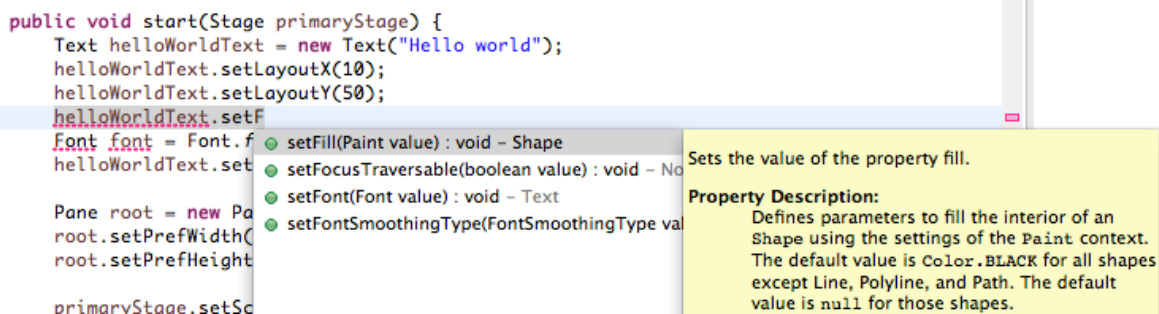 public void start(Stage primaryStage) {
Text helloWorldText = new Text("Hello world");
helloWorldText.setLayoutX(10);
helloWorldText.setLayoutY(50);
helloWorldText.setF
Font font = Font.f
helloWorldText.set
Pane root = new Pa
root.setPrefWidth(
root.setPrefHeight
primaryStage.setSc
setFill(Paint value) : void – Shape
setFocusTraversable(boolean value) : void – No
setFont(Font value) : void – Text
setFontSmoothingType(FontSmoothingType val
Sets the value of the property fill.
Property Description:
Defines parameters to fill the interior of an
Shape using the settings of the Paint context.
The default value is Color.BLACK for all shapes
except Line, Polyline, and Path. The default
value is null for those shapes.